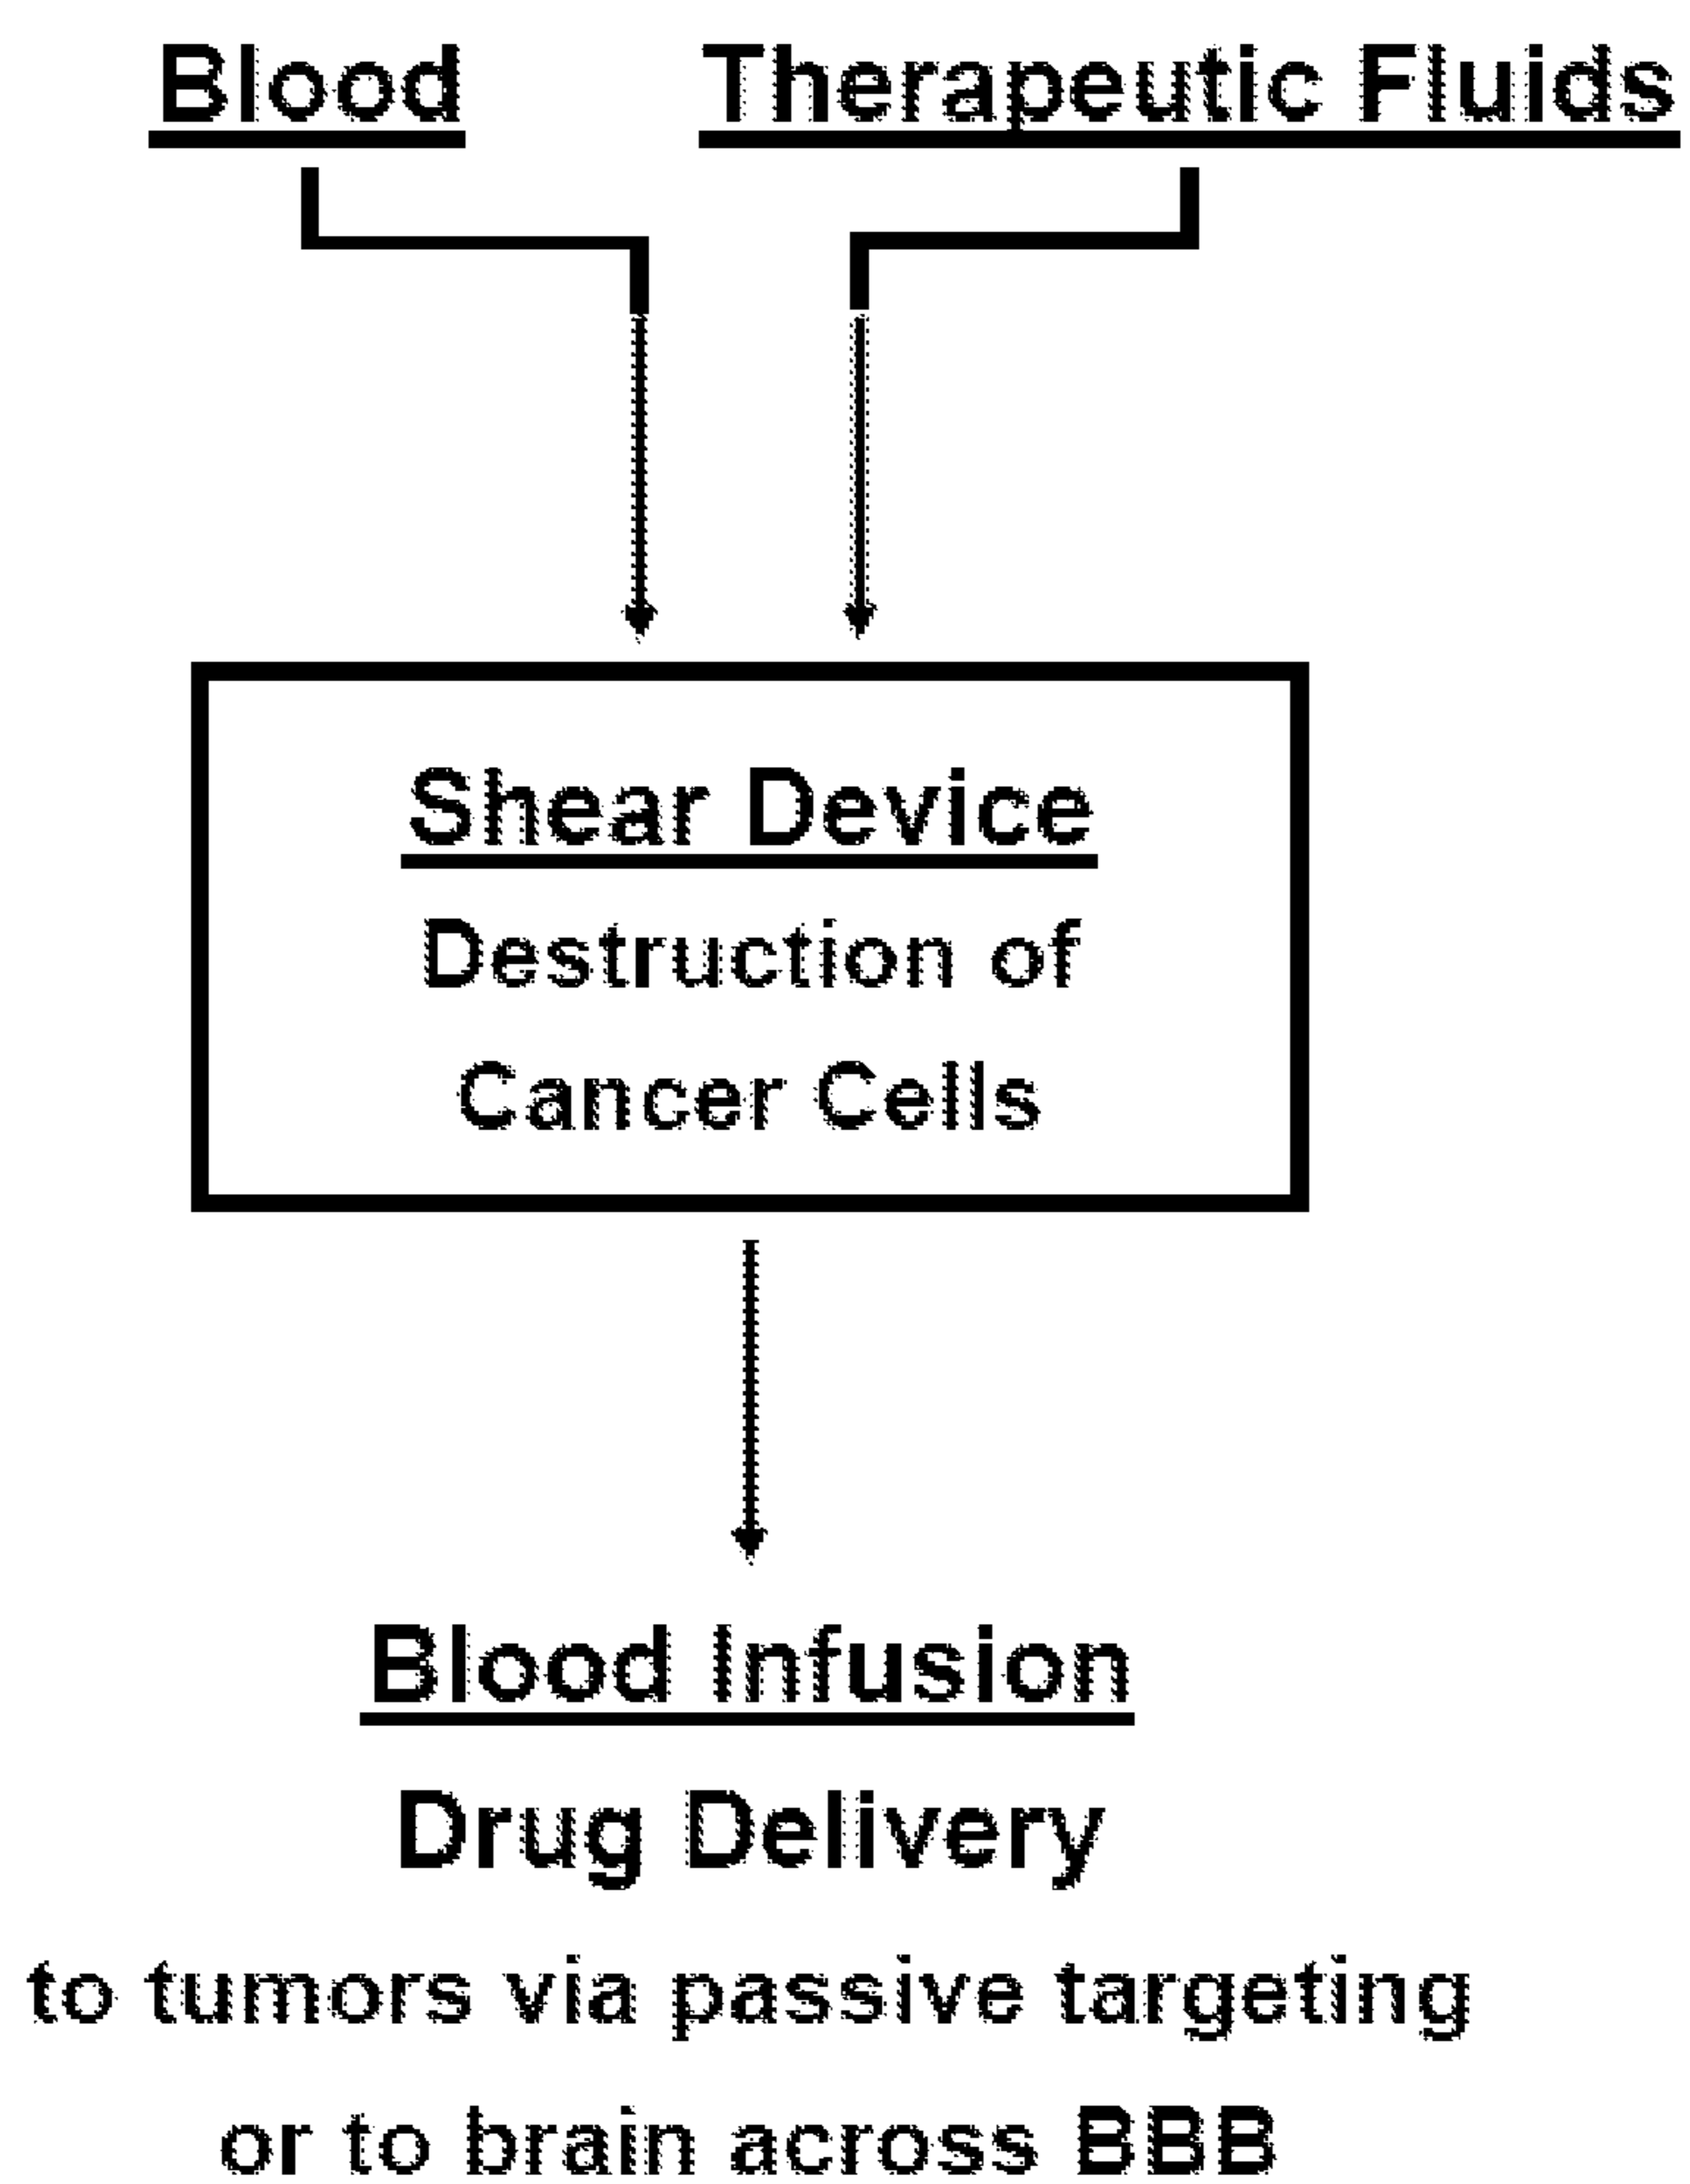 Blood Therapeutic Fluids
Shear Device
Destruction of
Cancer Cells
Blood Infusion
Drug Delivery
to tumors via passive targeting
or to brain across BBB